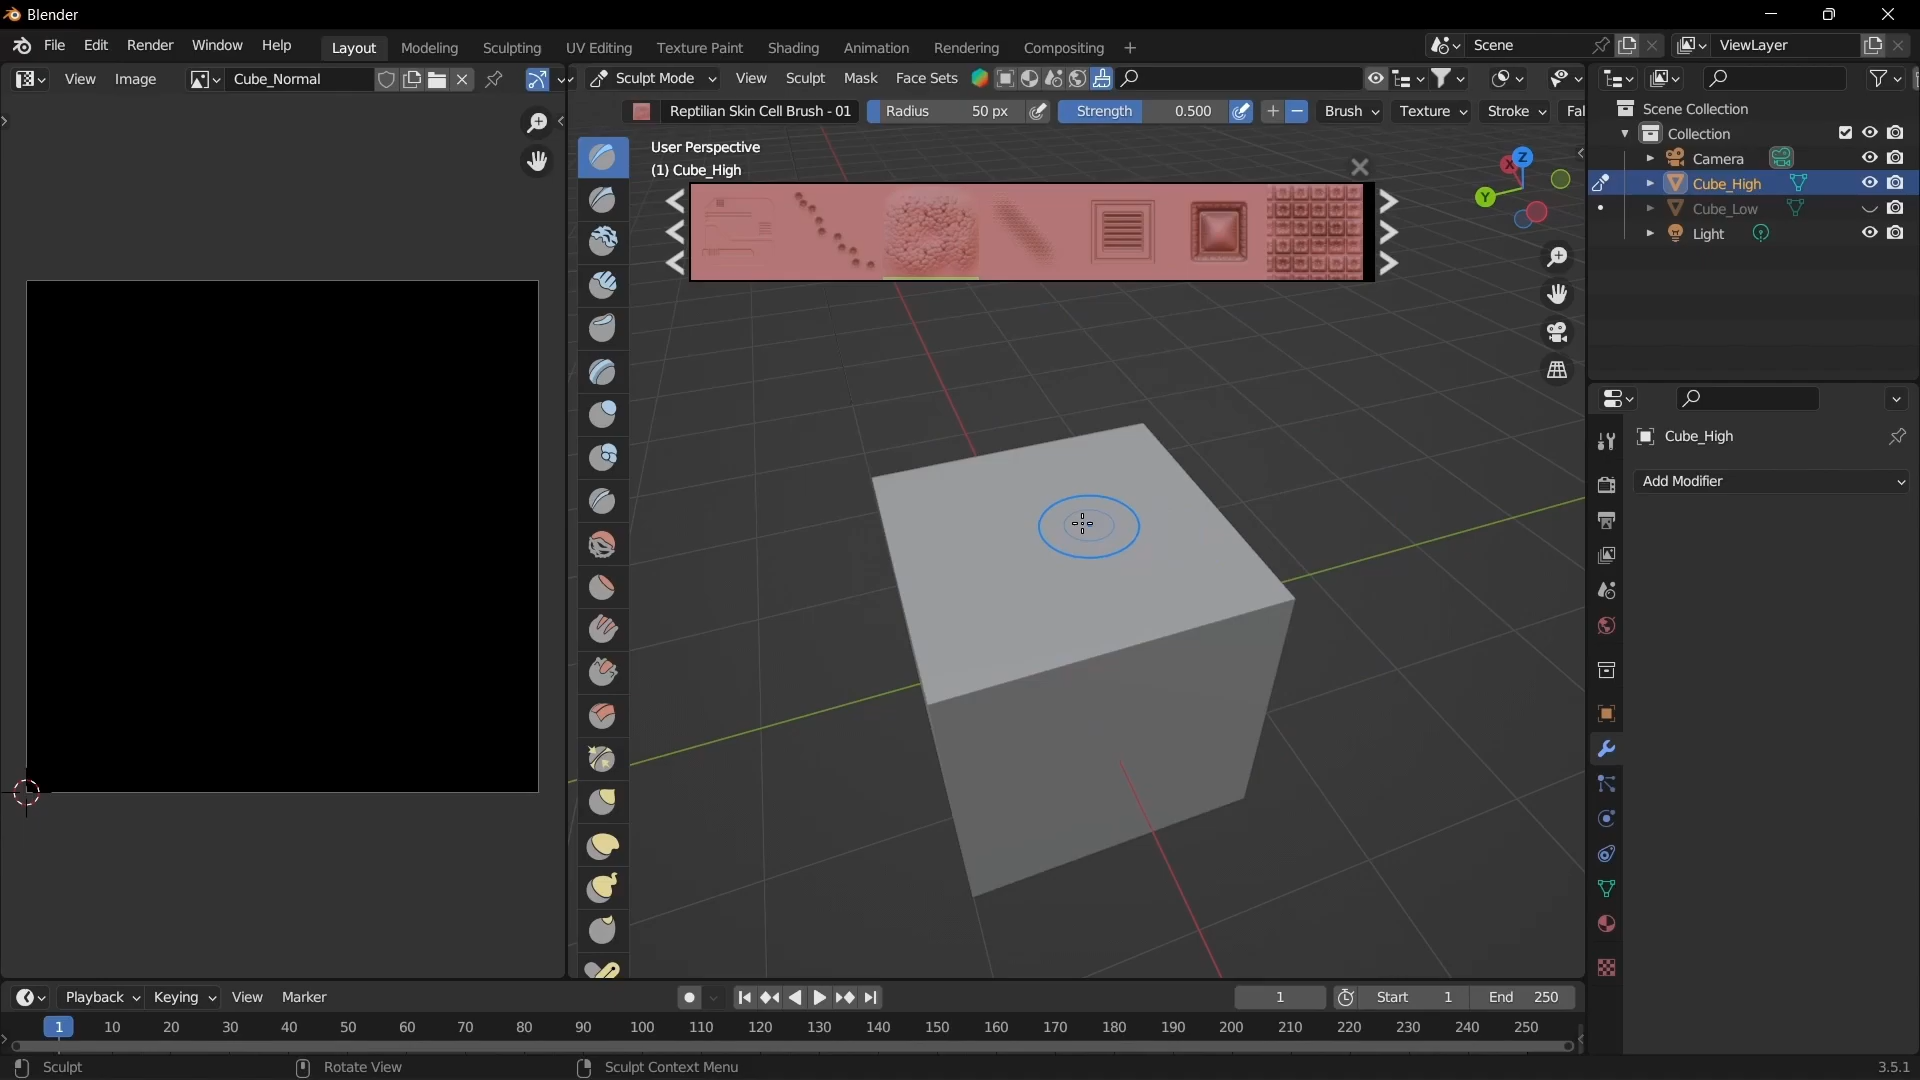 Blender
File Edit Render Window Help Layout Modeling Sculpting UV Editing Texture Paint Shading Animation Rendering Compositing + Scene ViewLayer
View Image Cube_Normal Sculpt Mode View Sculpt Mask Face Sets
Reptilian Skin Cell Brush - 01 Radius 50 px Strength 0.500 Brush Texture Stroke Fal
User Perspective
(1) Cube_High
Z
X
Y
Scene Collection
Collection
Camera
Cube_High
Cube_Low
Light
Cube_High
Add Modifier
Playback Keying View Marker 1 Start 1 End 250
1 10 20 30 40 50 60 70 80 90 100 110 120 130 140 150 160 170 180 190 200 210 220 230 240 250
Sculpt Rotate View Sculpt Context Menu 3.5.1